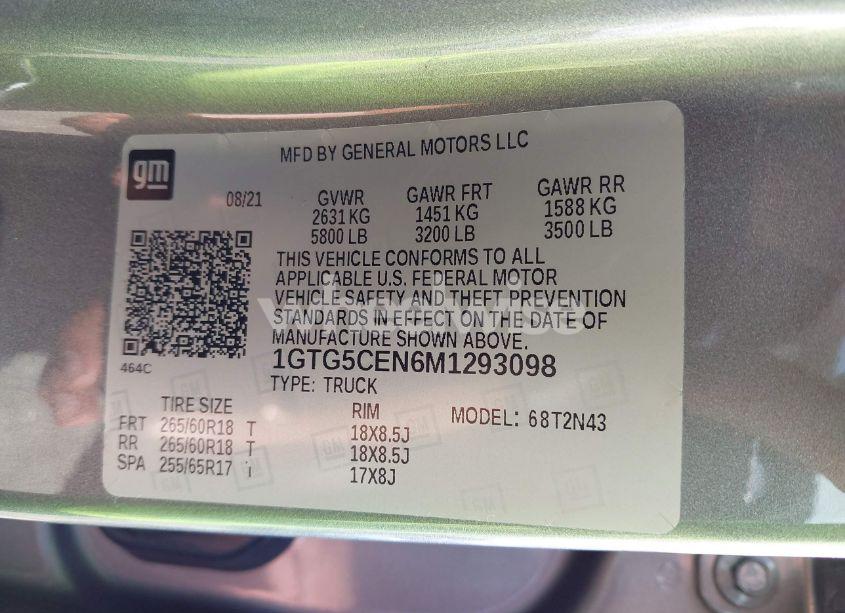 gm
MFD BY GENERAL MOTORS LLC
08/21
GVWR GAWR FRT GAWR RR
2631 KG 1451 KG 1588 KG
5800 LB 3200 LB 3500 LB
THIS VEHICLE CONFORMS TO ALL
APPLICABLE U.S. FEDERAL MOTOR
VEHICLE SAFETY AND THEFT PREVENTION
STANDARDS IN EFFECT ON THE DATE OF
MANUFACTURE SHOWN ABOVE.
1GTG5CEN6M1293098
464C
TYPE: TRUCK
TIRE SIZE RIM MODEL: 68T2N43
FRT 265/60R18 T 18X8.5J
RR 265/60R18 T 18X8.5J
SPA 255/65R17 i 17X8J